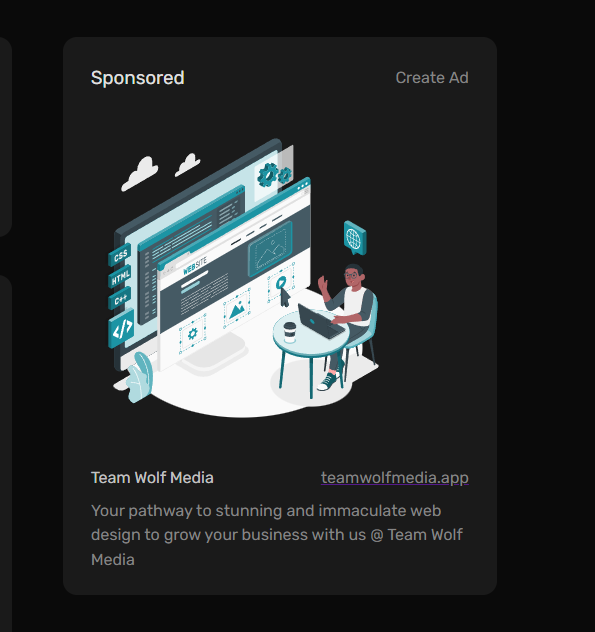 Sponsored
Create Ad
CSS
HTML
C++
</>
WEBSITE
Team Wolf Media
teamwolfmedia.app
Your pathway to stunning and immaculate web
design to grow your business with us @ Team Wolf
Media